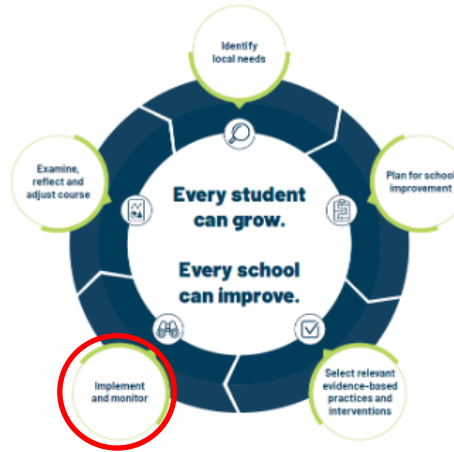 Identify
local needs
Plan for school
improvement
Select relevant
evidence-based
practices and
interventions
Implement
and monitor
Examine,
reflect and
adjust course
Every student
can grow.
Every school
can improve.